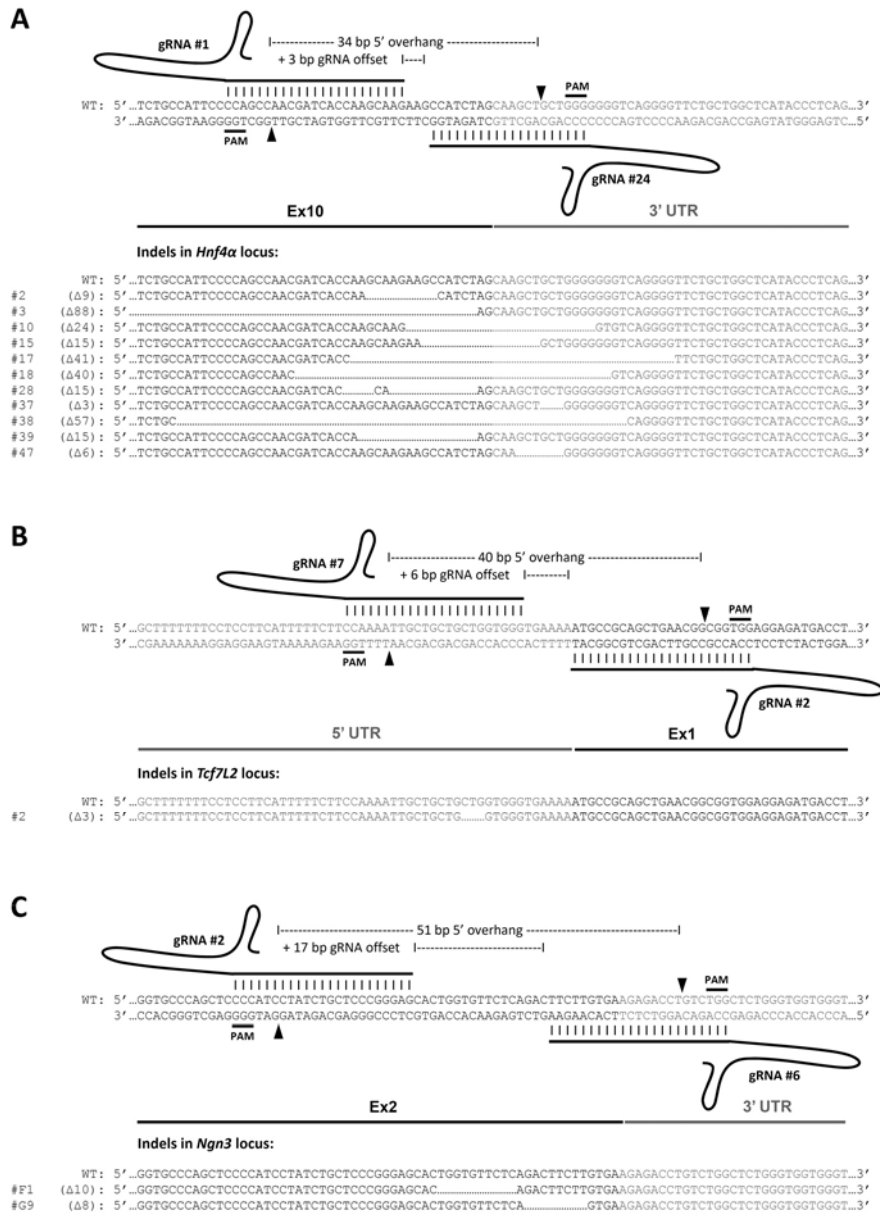 A
gRNA #1
|------------- 34 bp 5’ overhang -----------------|
+ 3 bp gRNA offset |----|
PAM
WT: 5’…TCTGCCATTCCCCAGCCAACGATCACCAAGCAAGAAGCCATCTAGCAAGCTGCTGGGGGGGTCAGGGGTTCTGCTGGCTCATACCCTCAG…3’
3’…AGACGGTAAGGGGTCGGTTGCTAGTGGTTCGTTCTTCGGTAGATCGTTCGACGACCCCCCCAGTCCCCAAGACGACCGAGTATGGGAGTC…5’
PAM
gRNA #24
Ex10 3’ UTR
Indels in Hnf4α locus:
WT: 5’…TCTGCCATTCCCCAGCCAACGATCACCAAGCAAGAAGCCATCTAGCAAGCTGCTGGGGGGGTCAGGGGTTCTGCTGGCTCATACCCTCAG…3’
#2 (Δ9): 5’…TCTGCCATTCCCCAGCCAACGATCACCAA………………CATCTAGCAAGCTGCTGGGGGGGTCAGGGGTTCTGCTGGCTCATACCCTCAG…3’
#3 (Δ88): 5’………………AGCAAGCTGCTGGGGGGGTCAGGGGTTCTGCTGGCTCATACCCTCAG…3’
#10 (Δ24): 5’…TCTGCCATTCCCCAGCCAACGATCACCAAGCAAG………………GTGTCAGGGGTTCTGCTGGCTCATACCCTCAG…3’
#15 (Δ15): 5’…TCTGCCATTCCCCAGCCAACGATCACCAAGCAAGAA………………GCTGGGGGGGTCAGGGGTTCTGCTGGCTCATACCCTCAG…3’
#17 (Δ41): 5’…TCTGCCATTCCCCAGCCAACGATCACC………………TTCTGCTGGCTCATACCCTCAG…3’
#18 (Δ40): 5’…TCTGCCATTCCCCAGCCAAC………………GTCAGGGGTTCTGCTGGCTCATACCCTCAG…3’
#28 (Δ15): 5’…TCTGCCATTCCCCAGCCAACGATCAC………CA………………AGCAAGCTGCTGGGGGGGTCAGGGGTTCTGCTGGCTCATACCCTCAG…3’
#37 (Δ3): 5’…TCTGCCATTCCCCAGCCAACGATCACCAAGCAAGAAGCCATCTAGCAAGCT………GGGGGGGTCAGGGGTTCTGCTGGCTCATACCCTCAG…3’
#38 (Δ57): 5’…TCTGC………………CAGGGGTTCTGCTGGCTCATACCCTCAG…3’
#39 (Δ15): 5’…TCTGCCATTCCCCAGCCAACGATCACCA………………AGCAAGCTGCTGGGGGGGTCAGGGGTTCTGCTGGCTCATACCCTCAG…3’
#47 (Δ6): 5’…TCTGCCATTCCCCAGCCAACGATCACCAAGCAAGAAGCCATCTAGCAA…………GGGGGGGTCAGGGGTTCTGCTGGCTCATACCCTCAG…3’
B
gRNA #7
|-------------- 40 bp 5’ overhang --------------------|
+ 6 bp gRNA offset |---------|
PAM
WT: 5’…GCTTTTTTTCCTCCTTCATTTTTCTTCCAAAATTGCTGCTGCTGGTGGGTGAAAAATGCCGCAGCTGAACGGCGGTGGAGGAGATGACCT…3’
3’…CGAAAAAAAGGAGGAAGTAAAAAGAAGGTTTTAACGACGACGACCACCCACTTTTTACGGCGTCGACTTGCCGCCACCTCCTCTACTGGA…5’
PAM
gRNA #2
5’ UTR Ex1
Indels in Tcf7L2 locus:
WT: 5’…GCTTTTTTTCCTCCTTCATTTTTCTTCCAAAATTGCTGCTGCTGGTGGGTGAAAAATGCCGCAGCTGAACGGCGGTGGAGGAGATGACCT…3’
#2 (Δ3): 5’…GCTTTTTTTCCTCCTTCATTTTTCTTCCAAAATTGCTGCTG………GTGGGTGAAAAATGCCGCAGCTGAACGGCGGTGGAGGAGATGACCT…3’
C
gRNA #2
|----------------------- 51 bp 5’ overhang ----------------------------|
+ 17 bp gRNA offset |----------------------|
PAM
WT: 5’…GGTGCCCAGCTCCCCATCCTATCTGCTCCCGGGAGCACTGGTGTTCTCAGACTTCTTGTGAAGAGACCTGTCTGGCTCTGGGTGGTGGGT…3’
3’…CCACGGGTCGAGGGGTAGGATAGACGAGGGCCCTCGTGACCACAAGAGTCTGAAGAACACTTCTCTGGACAGACCGAGACCCACCACCCA…5’
PAM
gRNA #6
Ex2 3’ UTR
Indels in Ngn3 locus:
WT: 5’…GGTGCCCAGCTCCCCATCCTATCTGCTCCCGGGAGCACTGGTGTTCTCAGACTTCTTGTGAAGAGACCTGTCTGGCTCTGGGTGGTGGGT…3’
#F1 (Δ10): 5’…GGTGCCCAGCTCCCCATCCTATCTGCTCCCGGGAGCAC………………AGACTTCTTGTGAAGAGACCTGTCTGGCTCTGGGTGGTGGGT…3’
#G9 (Δ8): 5’…GGTGCCCAGCTCCCCATCCTATCTGCTCCCGGGAGCACTGGTGTTCTCA………………GTGAAGAGACCTGTCTGGCTCTGGGTGGTGGGT…3’